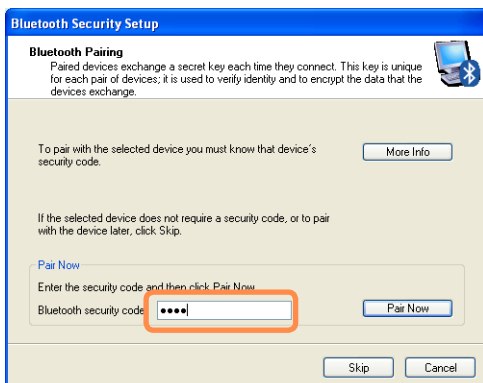 Bluetooth Security Setup
Bluetooth Pairing
Paired devices exchange a secret key each time they connect. This key is unique
for each pair of devices; it is used to verify identity and to encrypt the data that the
devices exchange.
To pair with the selected device you must know that device's
security code.
More Info
If the selected device does not require a security code, or to pair
with the device later, click Skip.
Pair Now
Enter the security code and then click Pair Now.
Bluetooth security code: ●●●●
Pair Now
Skip
Cancel